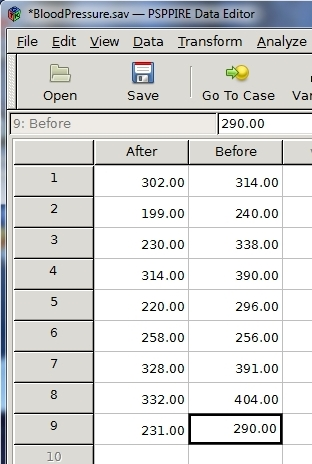 *BloodPressure.sav — PSPPIRE Data Editor
File Edit View Data Transform Analyze
Open Save Go To Case
9: Before 290.00
After Before
1 302.00 314.00
2 199.00 240.00
3 230.00 338.00
4 314.00 390.00
5 220.00 296.00
6 258.00 256.00
7 328.00 391.00
8 332.00 404.00
9 231.00 290.00
10